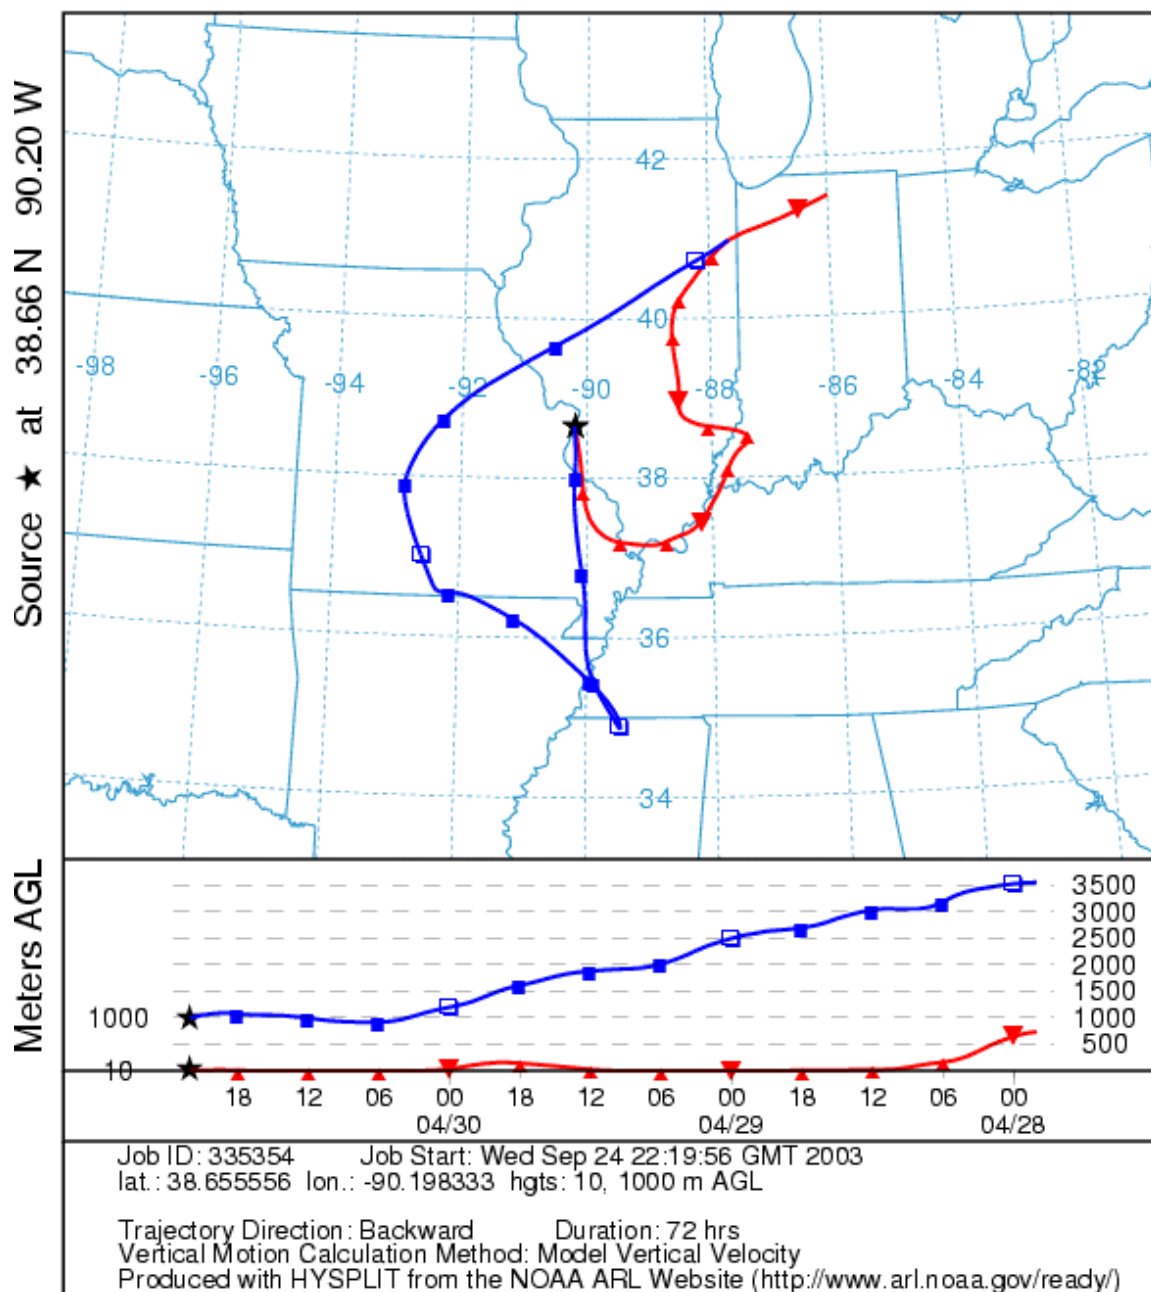 Source ★ at 38.66 N 90.20 W
42
40
-98
-96
-94
-92
-90
-88
-86
-84
-82
38
36
34
Meters AGL
3500
3000
2500
2000
1500
1000 1000
500
10
18 12 06 00 18 12 06 00 18 12 06 00
04/30 04/29 04/28
Job ID: 335354 Job Start: Wed Sep 24 22:19:56 GMT 2003
lat.: 38.655556 lon.: -90.198333 hgts: 10, 1000 m AGL
Trajectory Direction: Backward Duration: 72 hrs
Vertical Motion Calculation Method: Model Vertical Velocity
Produced with HYSPLIT from the NOAA ARL Website (http://www.arl.noaa.gov/ready/)